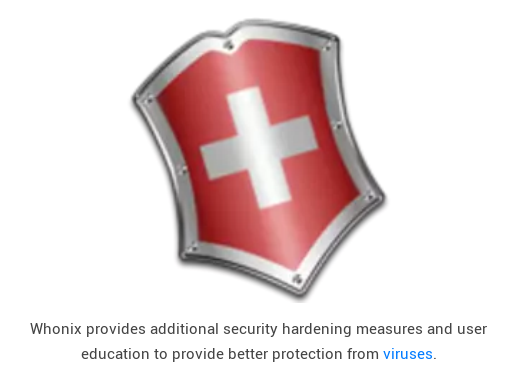 Whonix provides additional security hardening measures and user
education to provide better protection from viruses.